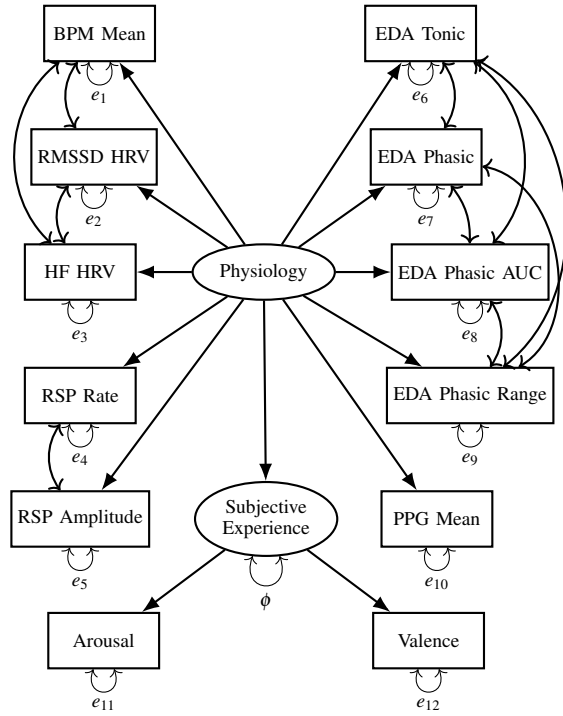 BPM Mean
EDA Tonic
e1
e6
RMSSD HRV
EDA Phasic
e2
e7
HF HRV
Physiology
EDA Phasic AUC
e3
e8
RSP Rate
EDA Phasic Range
e4
e9
RSP Amplitude
Subjective
Experience
PPG Mean
e5
ϕ
e10
Arousal
Valence
e11
e12